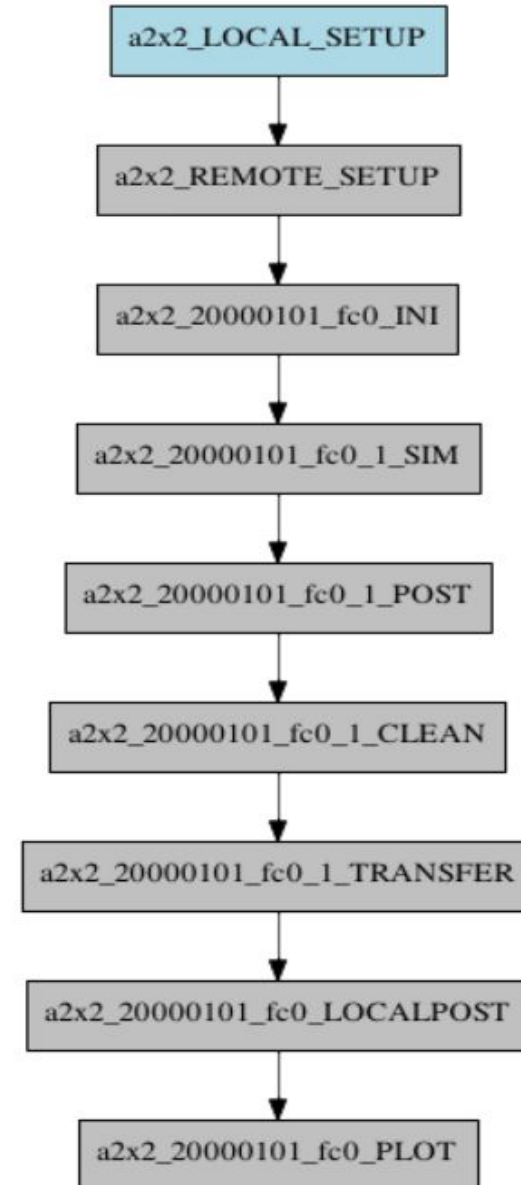 a2x2_LOCAL_SETUP
a2x2_REMOTE_SETUP
a2x2_20000101_fc0_INI
a2x2_20000101_fc0_1_SIM
a2x2_20000101_fc0_1_POST
a2x2_20000101_fc0_1_CLEAN
a2x2_20000101_fc0_1_TRANSFER
a2x2_20000101_fc0_LOCALPOST
a2x2_20000101_fc0_PLOT